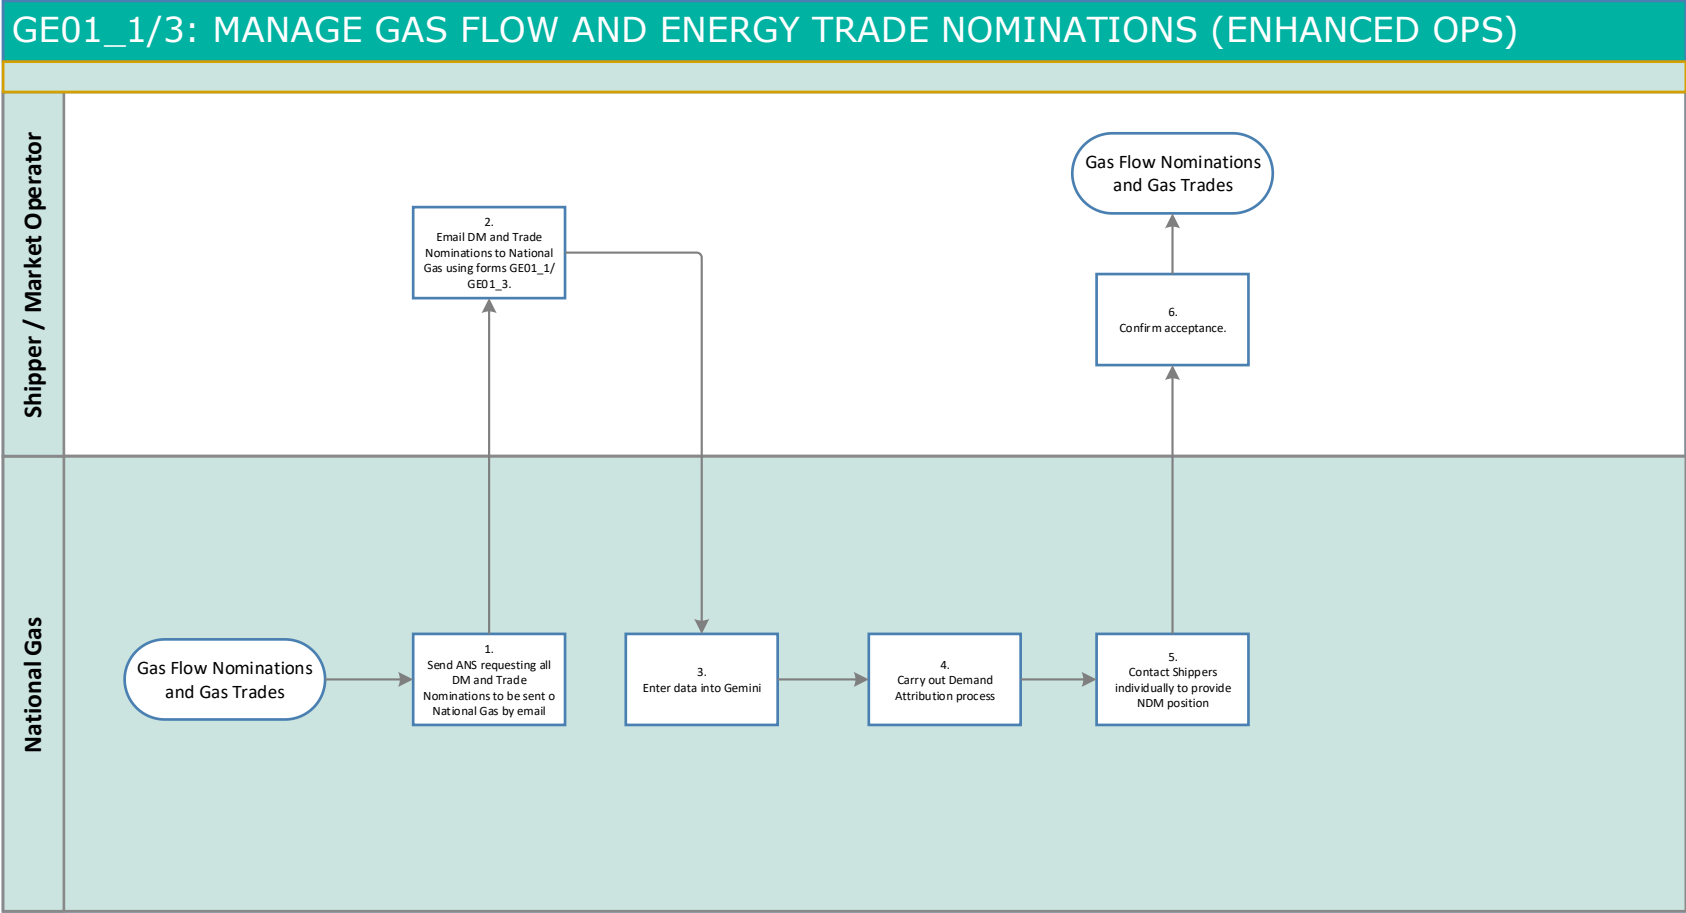 GE01_1/3: MANAGE GAS FLOW AND ENERGY TRADE NOMINATIONS (ENHANCED OPS)
Shipper / Market Operator
Gas Flow Nominations
and Gas Trades
2.
Email DM and Trade
Nominations to National
Gas using forms GE01_1/
GE01_3.
6.
Confirm acceptance.
National Gas
Gas Flow Nominations
and Gas Trades
1.
Send ANS requesting all
DM and Trade
Nominations to be sent o
National Gas by email
3.
Enter data into Gemini
4.
Carry out Demand
Attribution process
5.
Contact Shippers
individually to provide
NDM position